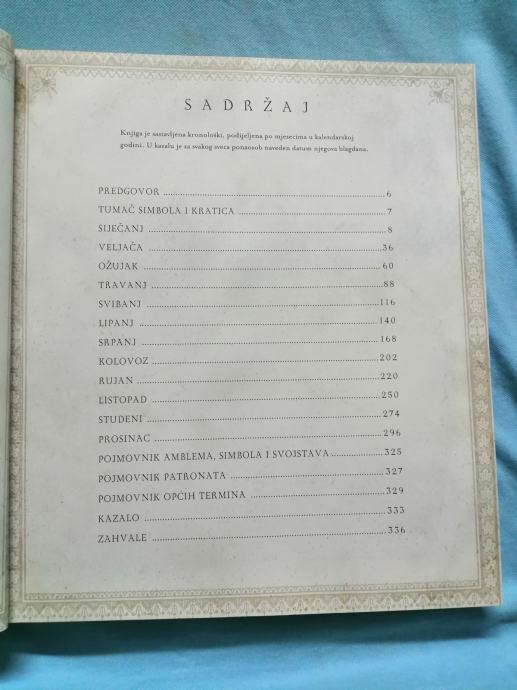 SADRŽAJ
Knjiga je sastavljena kronološki, podijeljena po mjesecima u kalendarskoj
godini. U kazalu je za svakog sveca ponaosob naveden datum njegova blagdana.
PREDGOVOR ........ 6
TUMAČ SIMBOLA I KRATICA ........ 7
SIJEČANJ ........ 8
VELJAČA ........ 36
OŽUJAK ........ 60
TRAVANJ ........ 88
SVIBANJ ........ 116
LIPANJ ........ 140
SRPANJ ........ 168
KOLOVOZ ........ 202
RUJAN ........ 220
LISTOPAD ........ 250
STUDENI ........ 274
PROSINAC ........ 296
POJMOVNIK AMBLEMA, SIMBOLA I SVOJSTAVA ........ 325
POJMOVNIK PATRONATA ........ 327
POJMOVNIK OPĆIH TERMINA ........ 329
KAZALO ........ 333
ZAHVALE ........ 336